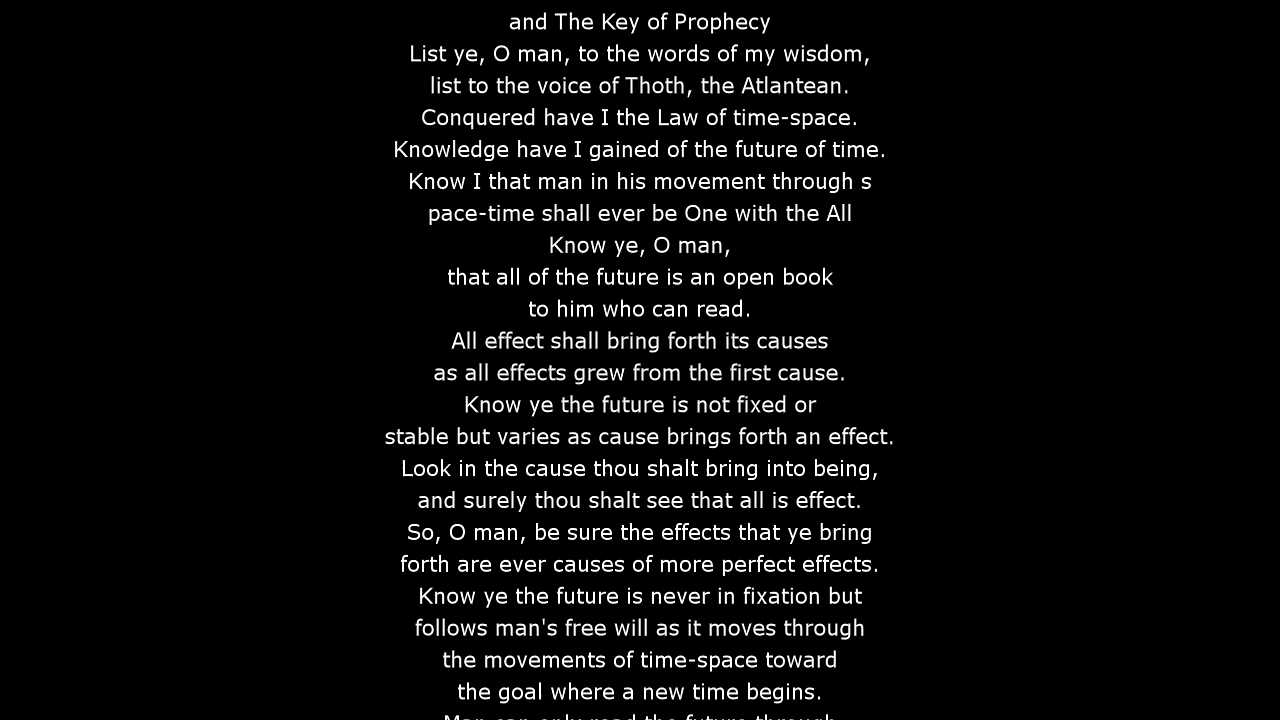 and The Key of Prophecy
List ye, O man, to the words of my wisdom,
list to the voice of Thoth, the Atlantean.
Conquered have I the Law of time-space.
Knowledge have I gained of the future of time.
Know I that man in his movement through s
pace-time shall ever be One with the All
Know ye, O man,
that all of the future is an open book
to him who can read.
All effect shall bring forth its causes
as all effects grew from the first cause.
Know ye the future is not fixed or
stable but varies as cause brings forth an effect.
Look in the cause thou shalt bring into being,
and surely thou shalt see that all is effect.
So, O man, be sure the effects that ye bring
forth are ever causes of more perfect effects.
Know ye the future is never in fixation but
follows man's free will as it moves through
the movements of time-space toward
the goal where a new time begins.
Man can only read the future through